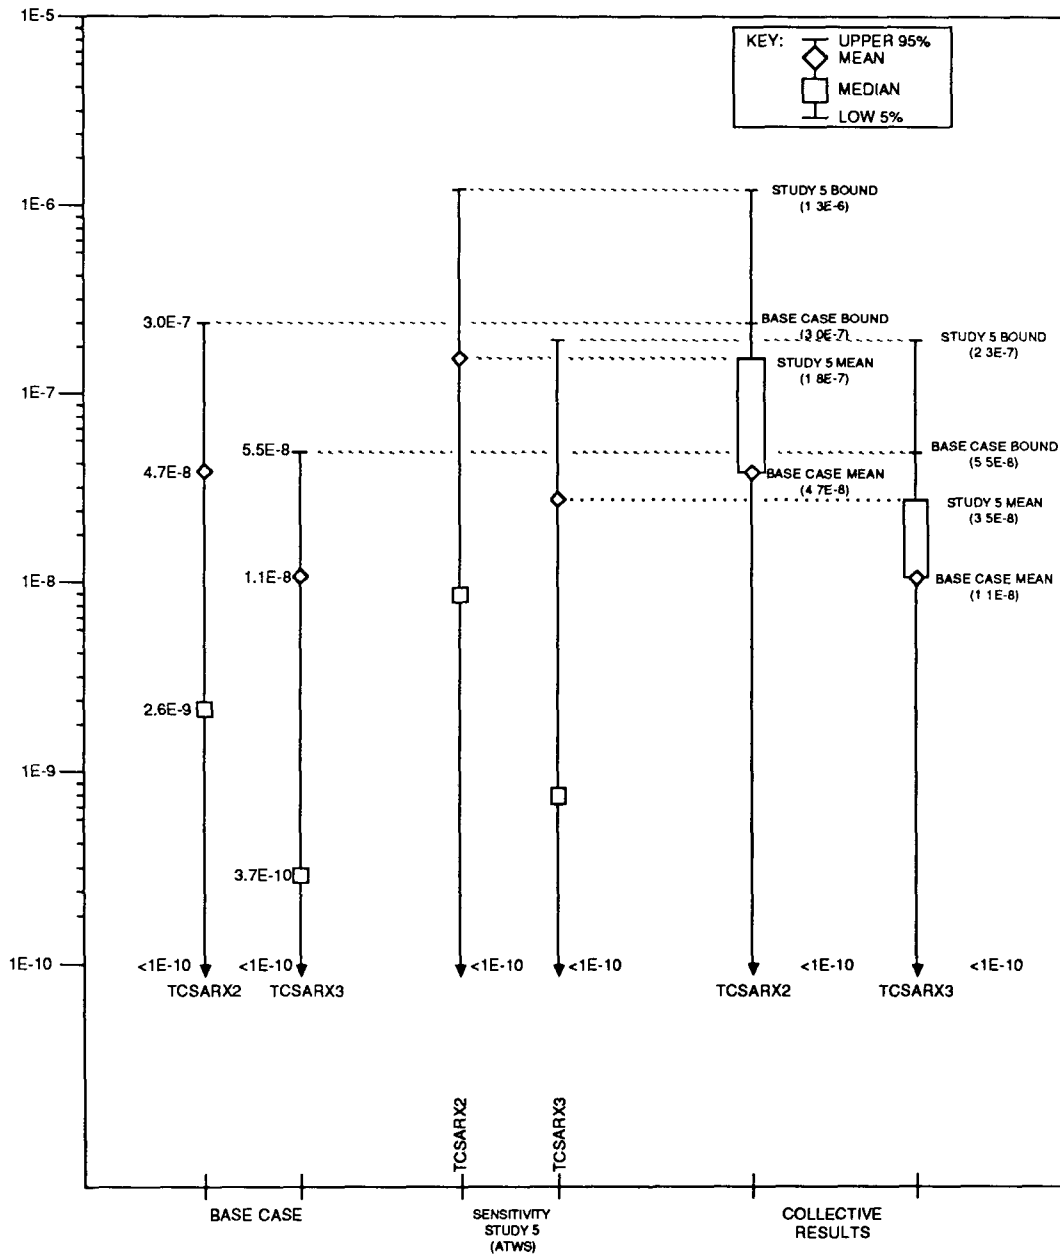 1E-5
KEY:
UPPER 95%
MEAN
MEDIAN
LOW 5%
1E-6
STUDY 5 BOUND
(1 3E-6)
3.0E-7
BASE CASE BOUND
(3 0E-7)
STUDY 5 BOUND
(2 3E-7)
STUDY 5 MEAN
(1 8E-7)
1E-7
5.5E-8
BASE CASE BOUND
(5 5E-8)
4.7E-8
BASE CASE MEAN
(4 7E-8)
STUDY 5 MEAN
(3 5E-8)
1E-8
1.1E-8
BASE CASE MEAN
(1 1E-8)
2.6E-9
1E-9
3.7E-10
1E-10
<1E-10
<1E-10
<1E-10
<1E-10
<1E-10
<1E-10
TCSARX2
TCSARX3
TCSARX2
TCSARX3
TCSARX2
TCSARX3
BASE CASE
SENSITIVITY
STUDY 5
(ATWS)
COLLECTIVE
RESULTS